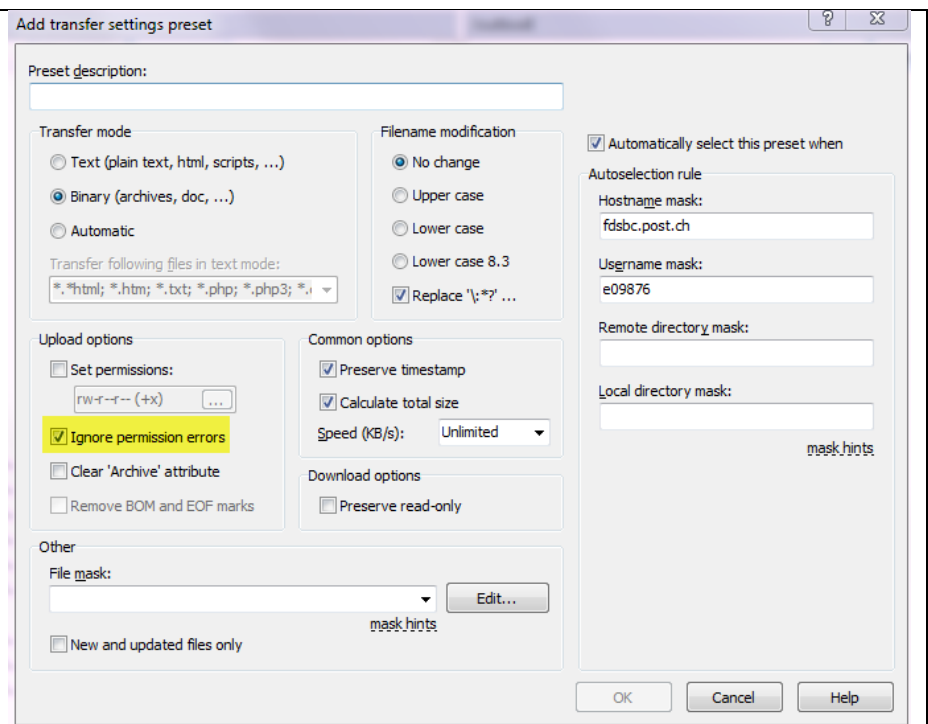 Add transfer settings preset
Preset description:
Transfer mode
Text (plain text, html, scripts, ...)
Binary (archives, doc, ...)
Automatic
Transfer following files in text mode:
*.*html; *.htm; *.txt; *.php; *.php3; *.
Filename modification
No change
Upper case
Lower case
Lower case 8.3
Replace '\:*?' ...
Automatically select this preset when
Autoselection rule
Hostname mask:
fdsbc.post.ch
Username mask:
e09876
Remote directory mask:
Local directory mask:
mask hints
Upload options
Set permissions:
rw-r--r-- (+x)
...
Ignore permission errors
Clear 'Archive' attribute
Remove BOM and EOF marks
Common options
Preserve timestamp
Calculate total size
Speed (KB/s):
Unlimited
Download options
Preserve read-only
Other
File mask:
Edit...
mask hints
New and updated files only
OK
Cancel
Help